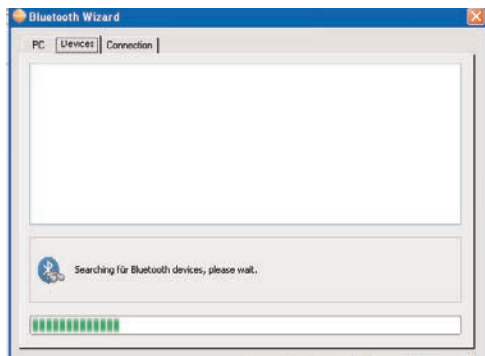 Bluetooth Wizard
PC Devices Connection
Searching für Bluetooth devices, please wait.